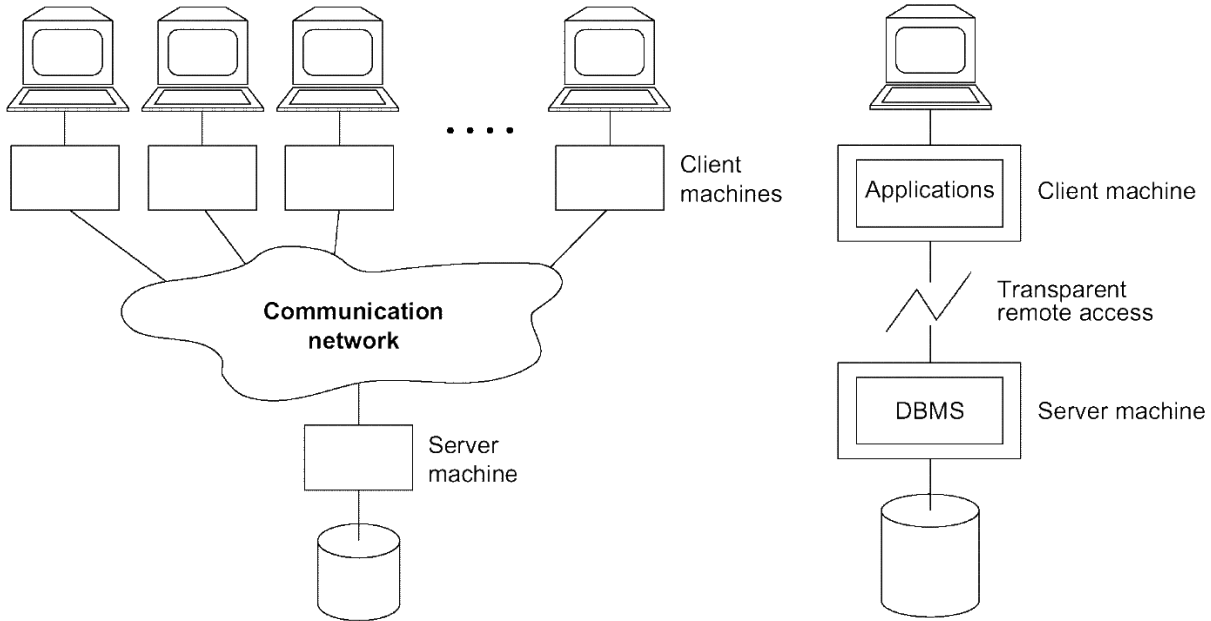 Client
machines
Communication
network
Server
machine
Applications
Client machine
Transparent
remote access
DBMS
Server machine